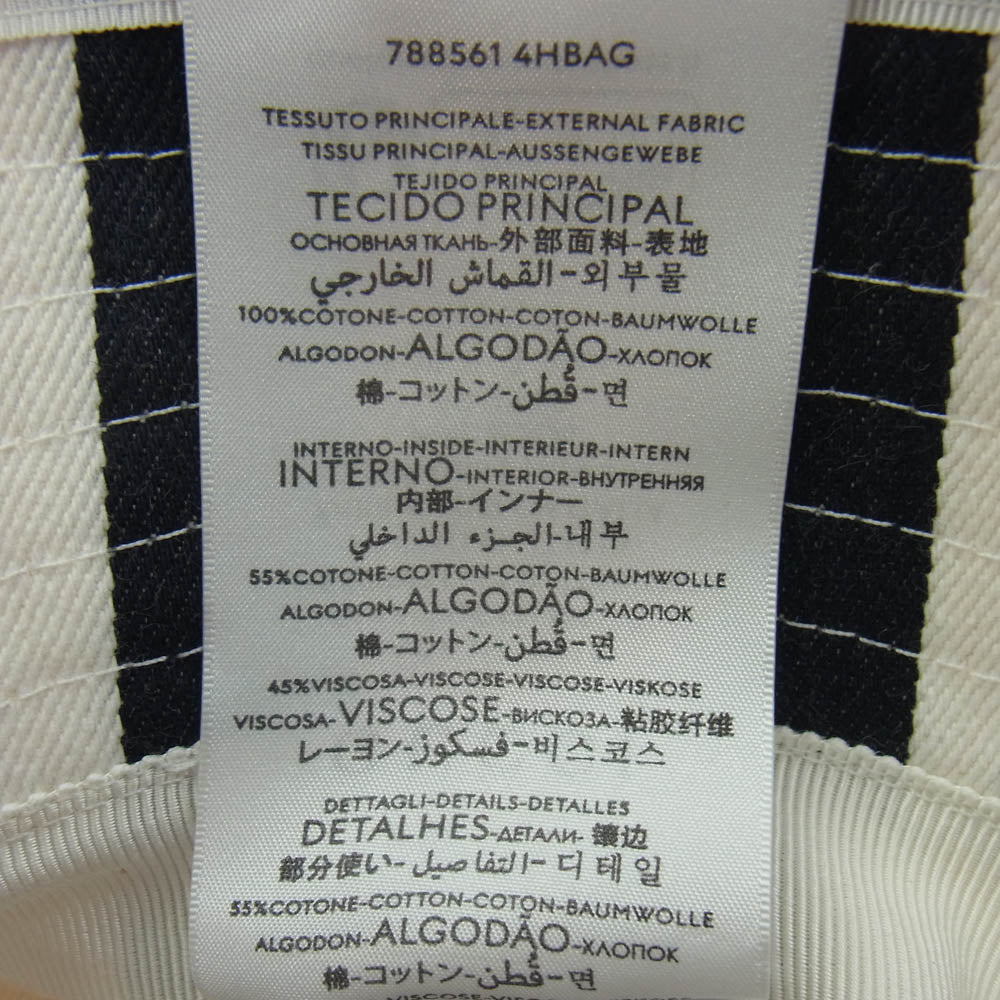 788561 4HBAG
TESSUTO PRINCIPALE-EXTERNAL FABRIC
TISSU PRINCIPAL-AUSSENGEWEBE
TEJIDO PRINCIPAL
TECIDO PRINCIPAL
ОСНОВНАЯ ТКАНЬ-外部面料-表地
القماش الخارجي-외부물
100%COTONE-COTTON-COTON-BAUMWOLLE
ALGODON-ALGODÃO-ХЛОПОК
棉-コットン-قُطن-면
INTERNO-INSIDE-INTERIEUR-INTERN
INTERNO-INTERIOR-ВНУТРЕННЯЯ
内部-インナー
الجزء الداخلي-내부
55%COTONE-COTTON-COTON-BAUMWOLLE
ALGODON-ALGODÃO-ХЛОПОК
棉-コットン-قُطن-면
45%VISCOSA-VISCOSE-VISCOSE-VISKOSE
VISCOSA-VISCOSE-ВИСКОЗА-粘胶纤维
レーヨン-فسكوز-비스코스
DETTAGLI-DETAILS-DETALLES
DETALHES-ДЕТАЛИ-镶边
部分使い-التفاصيل-디테일
55%COTONE-COTTON-COTON-BAUMWOLLE
ALGODON-ALGODÃO-ХЛОПОК
棉-コットン-قُطن-면